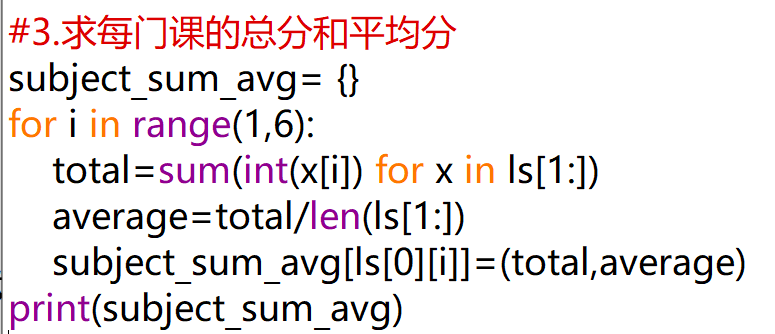 #3.求每门课的总分和平均分
subject_sum_avg= {}
for i in range(1,6):
    total=sum(int(x[i]) for x in ls[1:])
    average=total/len(ls[1:])
    subject_sum_avg[ls[0][i]]=(total,average)
print(subject_sum_avg)